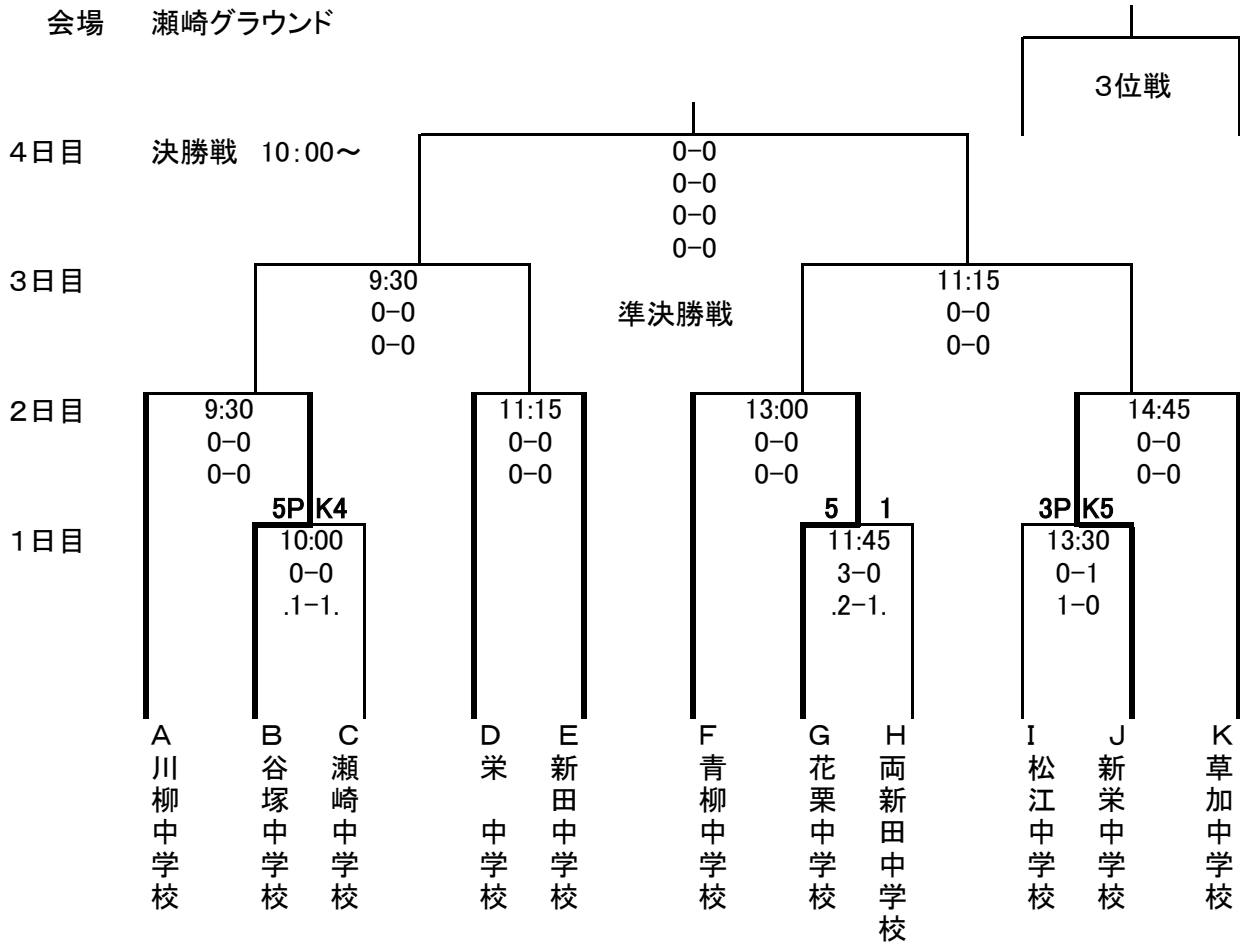 会場　瀬崎グラウンド
３位戦
４日目　決勝戦　10:00～
0-0
0-0
0-0
0-0
３日目　9:30　11:15
0-0　準決勝戦　0-0
0-0　0-0
２日目　9:30　11:15　13:00　14:45
0-0　0-0　0-0　0-0
0-0　0-0　0-0　0-0
5PK4　5　1　3PK5
１日目　10:00　11:45　13:30
0-0　3-0　0-1
.1-1.　.2-1.　1-0
A　B　C　D　E　F　G　H　I　J　K
川柳中学校
谷塚中学校
瀬崎中学校
栄　中学校
新田中学校
青柳中学校
花栗中学校
両新田中学校
松江中学校
新栄中学校
草加中学校